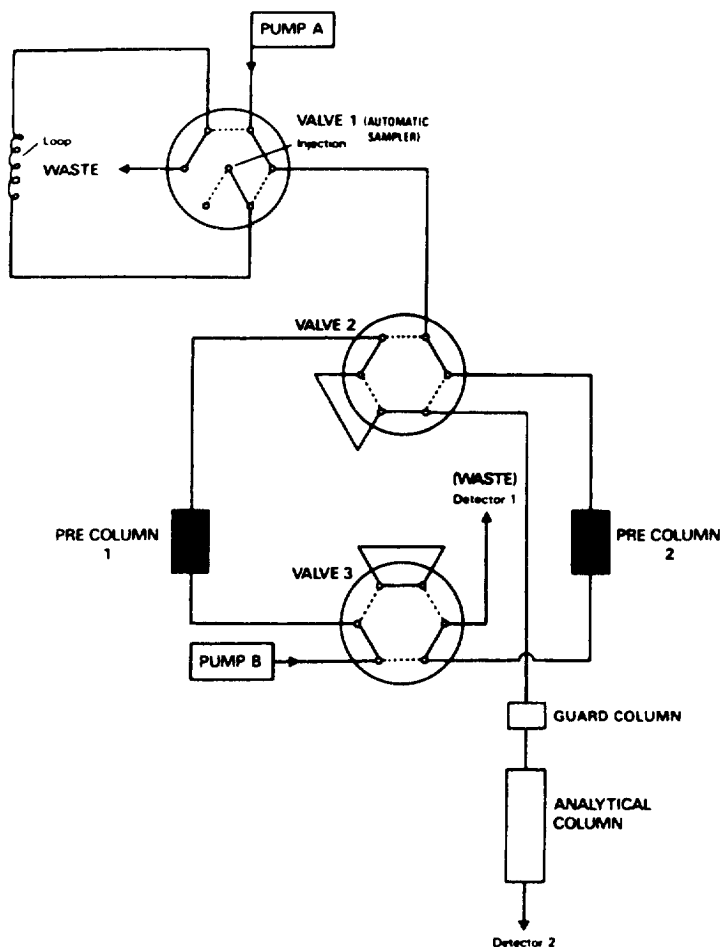 PUMP A
VALVE 1 (AUTOMATIC
SAMPLER)
Injection
Loop
WASTE
VALVE 2
(WASTE)
Detector 1
PRE COLUMN
1
PRE COLUMN
2
VALVE 3
PUMP B
GUARD COLUMN
ANALYTICAL
COLUMN
Detector 2